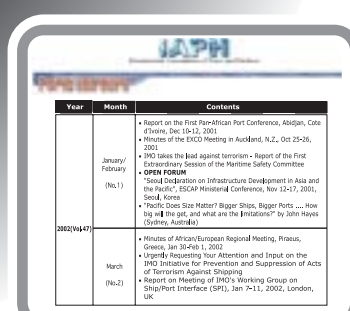 IAPH
Year Month Contents
2002(Vol.47)
January/
February
(No.1)
• Report on the First Pan-African Port Conference, Abidjan, Cote
d'Ivoire, Dec 10-12, 2001
• Minutes of the EXCO Meeting in Auckland, N.Z., Oct 25-26,
2001
• IMO takes the lead against terrorism - Report of the First
Extraordinary Session of the Maritime Safety Committee
• OPEN FORUM
"Seoul Declaration on Infrastructure Development in Asia and
the Pacific", ESCAP Ministerial Conference, Nov 12-17, 2001,
Seoul, Korea
• "Pacific Does Size Matter? Bigger Ships, Bigger Ports .... How
big will the get, and what are the limitations?" by John Hayes
(Sydney, Australia)
March
(No.2)
• Minutes of African/European Regional Meeting, Piraeus,
Greece, Jan 30-Feb 1, 2002
• Urgently Requesting Your Attention and Input on the
IMO Initiative for Prevention and Suppression of Acts
of Terrorism Against Shipping
• Report on Meeting of IMO's Working Group on
Ship/Port Interface (SPI), Jan 7-11, 2002, London,
UK